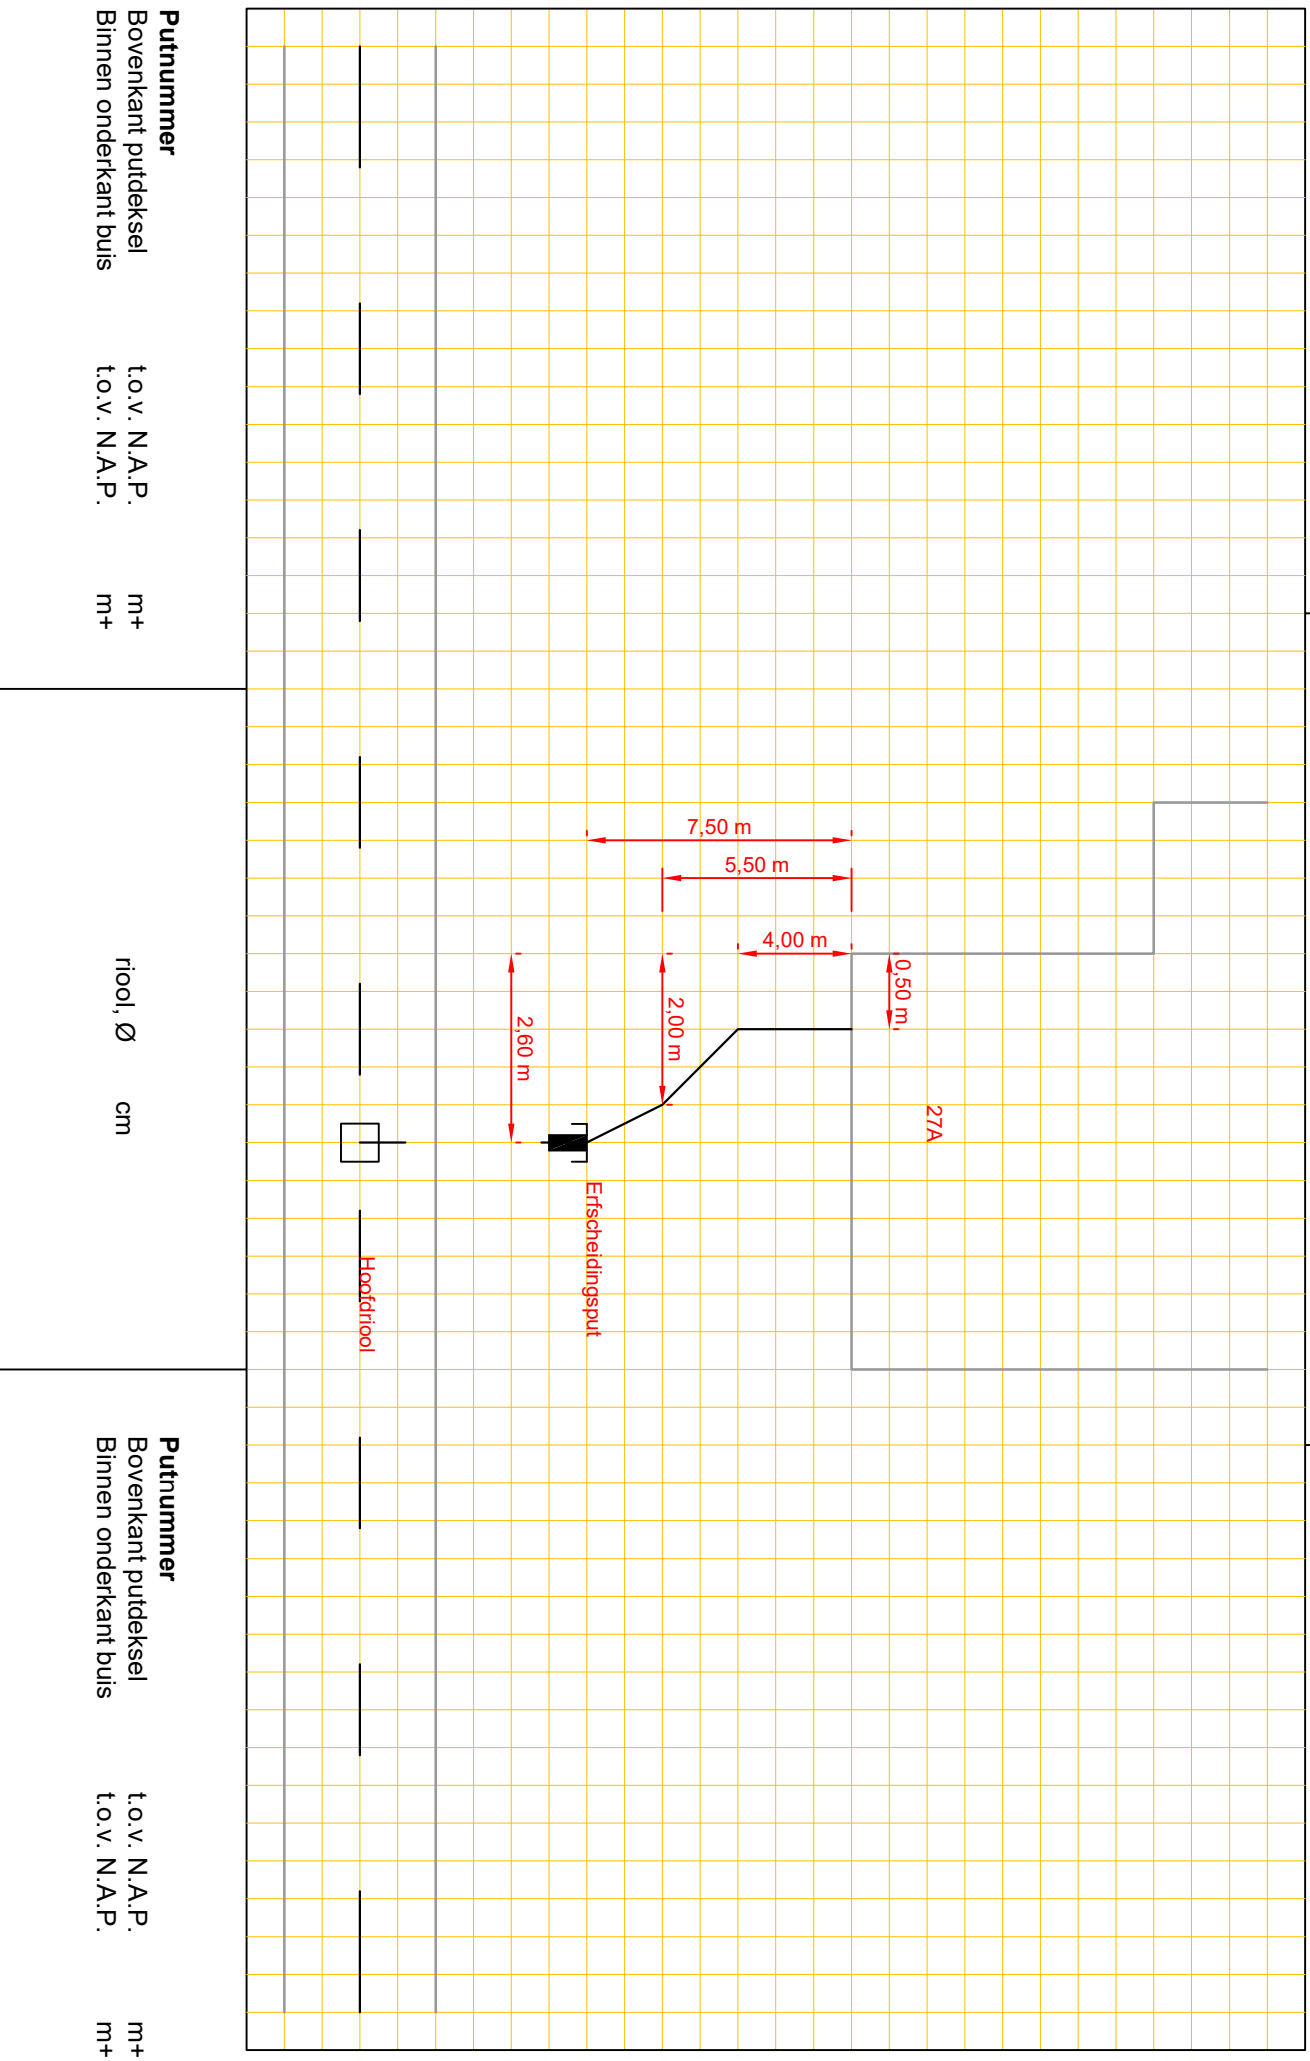 27A
0,50 m
4,00 m
5,50 m
7,50 m
2,00 m
2,60 m
Erfscheidingsput
Hoofdriool
Putnummer
Bovenkant putdeksel t.o.v. N.A.P. m+
Binnen onderkant buis t.o.v. N.A.P. m+
riool, Ø cm
Putnummer
Bovenkant putdeksel t.o.v. N.A.P. m+
Binnen onderkant buis t.o.v. N.A.P. m+